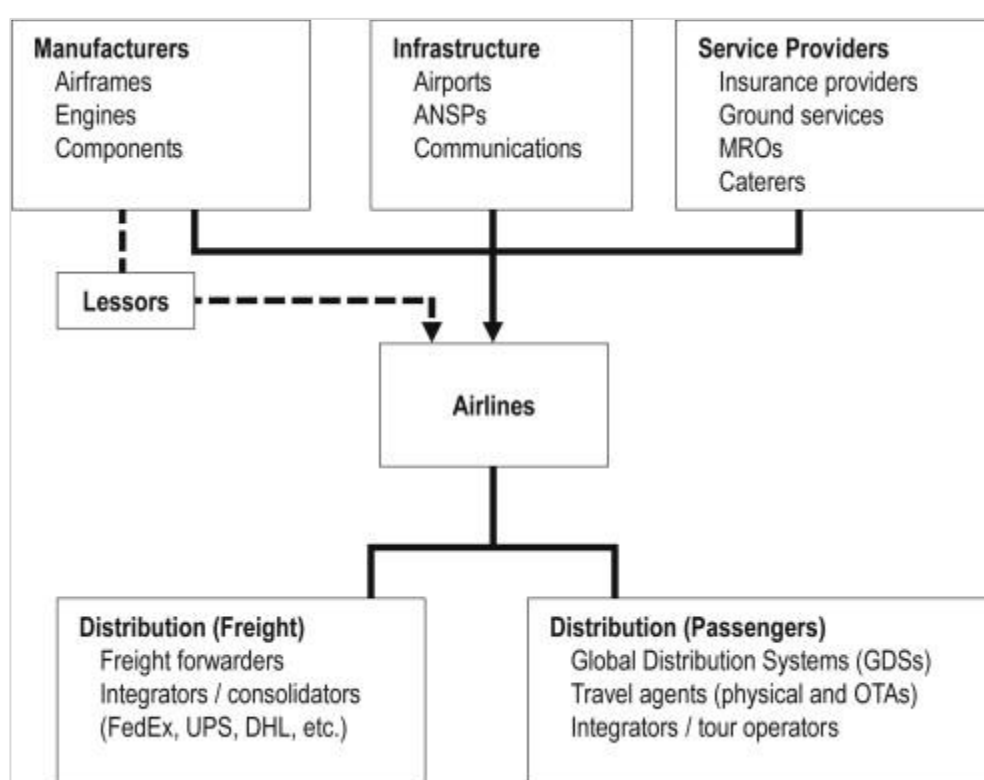 Manufacturers
Airframes
Engines
Components
Infrastructure
Airports
ANSPs
Communications
Service Providers
Insurance providers
Ground services
MROs
Caterers
Lessors
Airlines
Distribution (Freight)
Freight forwarders
Integrators / consolidators
(FedEx, UPS, DHL, etc.)
Distribution (Passengers)
Global Distribution Systems (GDSs)
Travel agents (physical and OTAs)
Integrators / tour operators